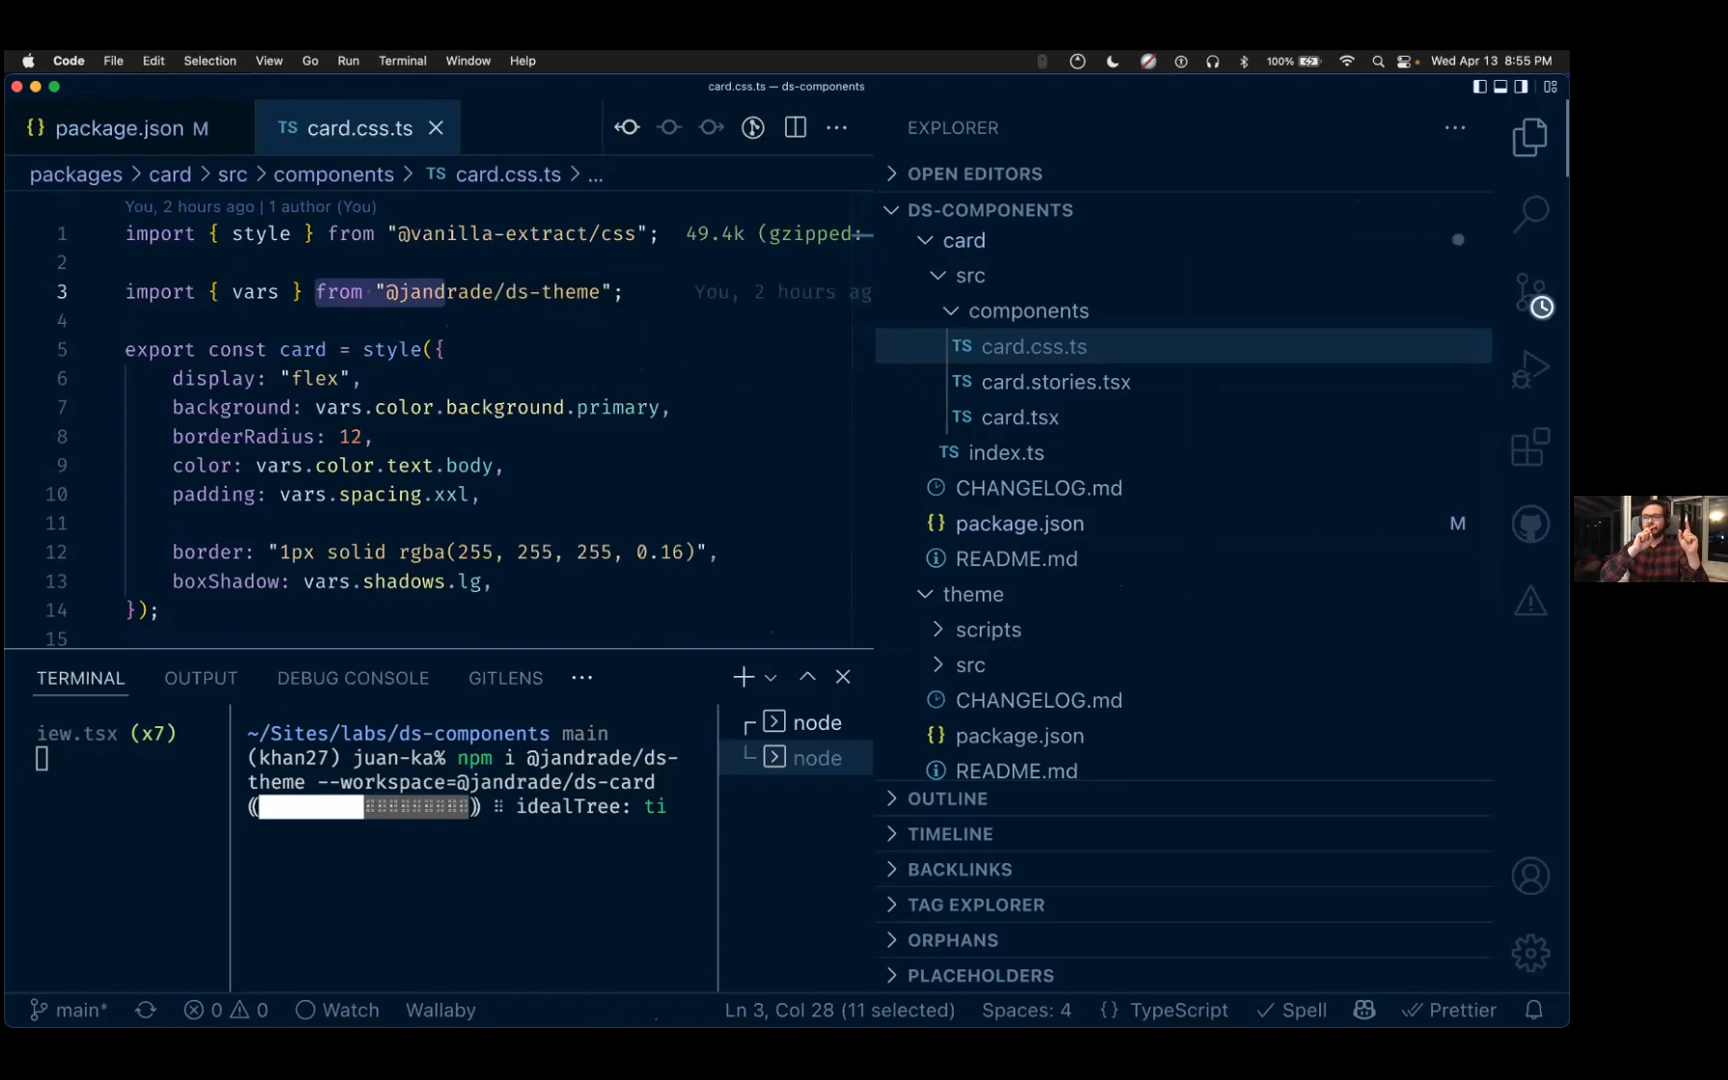 Code File Edit Selection View Go Run Terminal Window Help 100% Wed Apr 13 8:55 PM
card.css.ts — ds-components
{} package.json M TS card.css.ts
packages > card > src > components > TS card.css.ts > ...
You, 2 hours ago | 1 author (You)
1 import { style } from "@vanilla-extract/css"; 49.4k (gzipped:
2
3 import { vars } from "@jandrade/ds-theme"; You, 2 hours ag
4
5 export const card = style({
6 display: "flex",
7 background: vars.color.background.primary,
8 borderRadius: 12,
9 color: vars.color.text.body,
10 padding: vars.spacing.xxl,
11
12 border: "1px solid rgba(255, 255, 255, 0.16)",
13 boxShadow: vars.shadows.lg,
14 });
15
TERMINAL OUTPUT DEBUG CONSOLE GITLENS ...
iew.tsx (x7)
~/Sites/labs/ds-components main
(khan27) juan-ka% npm i @jandrade/ds-
theme --workspace=@jandrade/ds-card
idealTree: ti
node
node
EXPLORER
OPEN EDITORS
DS-COMPONENTS
card
src
components
TS card.css.ts
TS card.stories.tsx
TS card.tsx
TS index.ts
CHANGELOG.md
{} package.json M
README.md
theme
scripts
src
CHANGELOG.md
{} package.json
README.md
OUTLINE
TIMELINE
BACKLINKS
TAG EXPLORER
ORPHANS
PLACEHOLDERS
main* 0 0 Watch Wallaby Ln 3, Col 28 (11 selected) Spaces: 4 {} TypeScript Spell Prettier